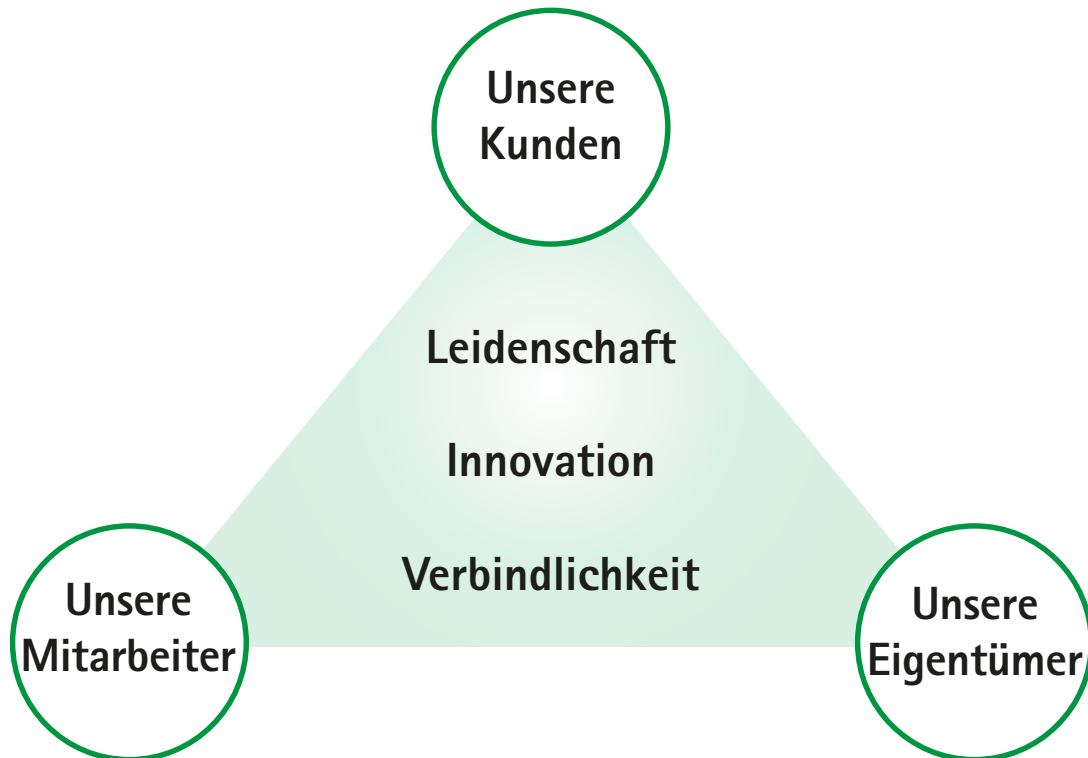 Unsere
Kunden
Leidenschaft
Innovation
Verbindlichkeit
Unsere
Mitarbeiter
Unsere
Eigentümer